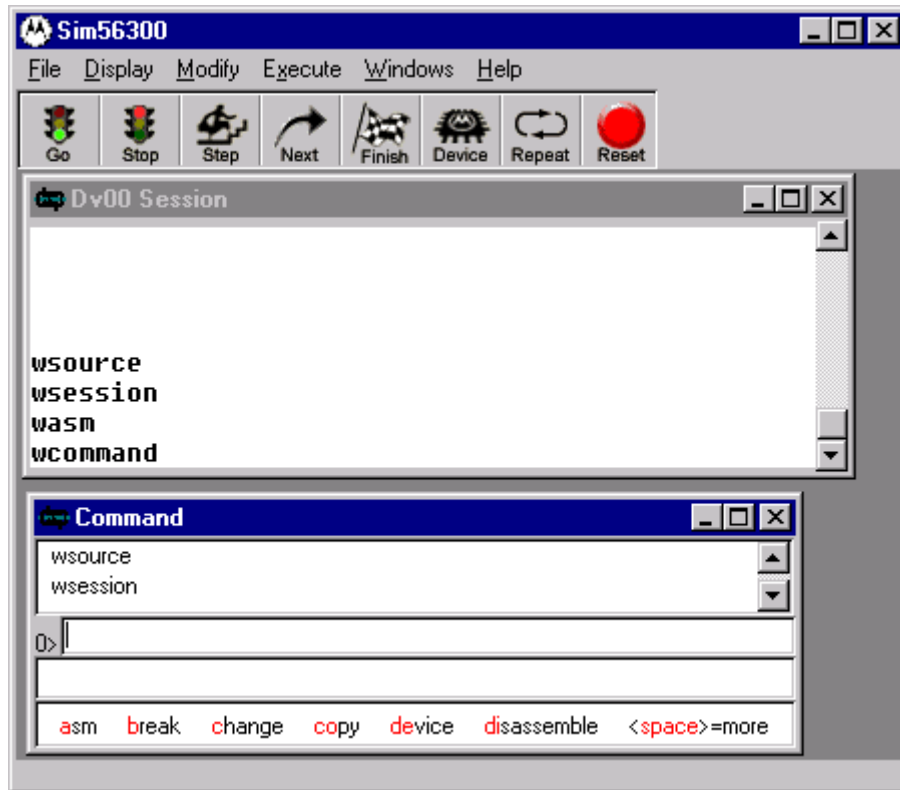 Sim56300
File Display Modify Execute Windows Help
Go Stop Step Next Finish Device Repeat Reset
Dv00 Session
wsource
wsession
wasm
wcommand
Command
wsource
wsession
0>
asm break change copy device disassemble <space>=more